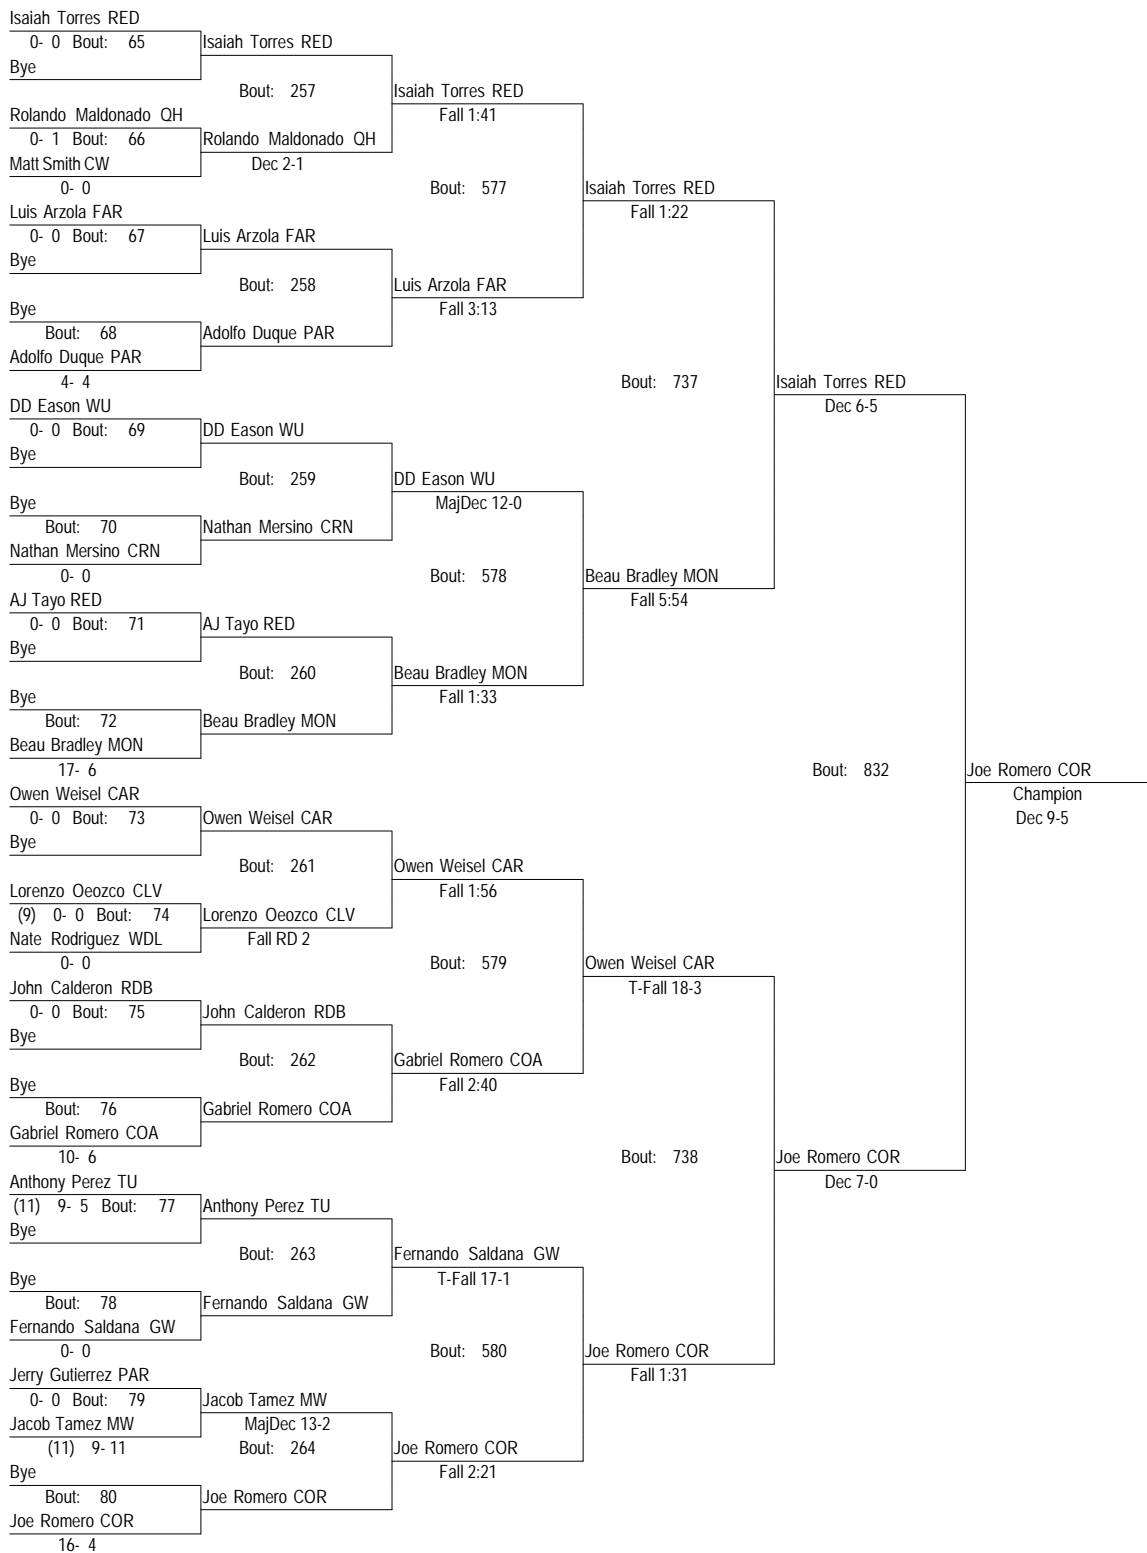 Isaiah Torres RED
0- 0 Bout: 65
Isaiah Torres RED
Bye
Bout: 257
Isaiah Torres RED
Fall 1:41
Rolando Maldonado QH
0- 1 Bout: 66
Rolando Maldonado QH
Matt Smith CW
Dec 2-1
0- 0
Bout: 577
Isaiah Torres RED
Fall 1:22
Luis Arzola FAR
0- 0 Bout: 67
Luis Arzola FAR
Bye
Bout: 258
Luis Arzola FAR
Fall 3:13
Bye
Bout: 68
Adolfo Duque PAR
Adolfo Duque PAR
4- 4
Bout: 737
Isaiah Torres RED
Dec 6-5
DD Eason WU
0- 0 Bout: 69
DD Eason WU
Bye
Bout: 259
DD Eason WU
MajDec 12-0
Bye
Bout: 70
Nathan Mersino CRN
Nathan Mersino CRN
0- 0
Bout: 578
Beau Bradley MON
Fall 5:54
AJ Tayo RED
0- 0 Bout: 71
AJ Tayo RED
Bye
Bout: 260
Beau Bradley MON
Fall 1:33
Bye
Bout: 72
Beau Bradley MON
Beau Bradley MON
17- 6
Bout: 832
Joe Romero COR
Champion
Dec 9-5
Owen Weisel CAR
0- 0 Bout: 73
Owen Weisel CAR
Bye
Bout: 261
Owen Weisel CAR
Fall 1:56
Lorenzo Oeozco CLV
(9) 0- 0 Bout: 74
Lorenzo Oeozco CLV
Nate Rodriguez WDL
Fall RD 2
0- 0
Bout: 579
Owen Weisel CAR
T-Fall 18-3
John Calderon RDB
0- 0 Bout: 75
John Calderon RDB
Bye
Bout: 262
Gabriel Romero COA
Fall 2:40
Bye
Bout: 76
Gabriel Romero COA
Gabriel Romero COA
10- 6
Bout: 738
Joe Romero COR
Dec 7-0
Anthony Perez TU
(11) 9- 5 Bout: 77
Anthony Perez TU
Bye
Bout: 263
Fernando Saldana GW
T-Fall 17-1
Bye
Bout: 78
Fernando Saldana GW
Fernando Saldana GW
0- 0
Bout: 580
Joe Romero COR
Fall 1:31
Jerry Gutierrez PAR
0- 0 Bout: 79
Jacob Tamez MW
Jacob Tamez MW
MajDec 13-2
(11) 9- 11
Bout: 264
Joe Romero COR
Fall 2:21
Bye
Bout: 80
Joe Romero COR
Joe Romero COR
16- 4